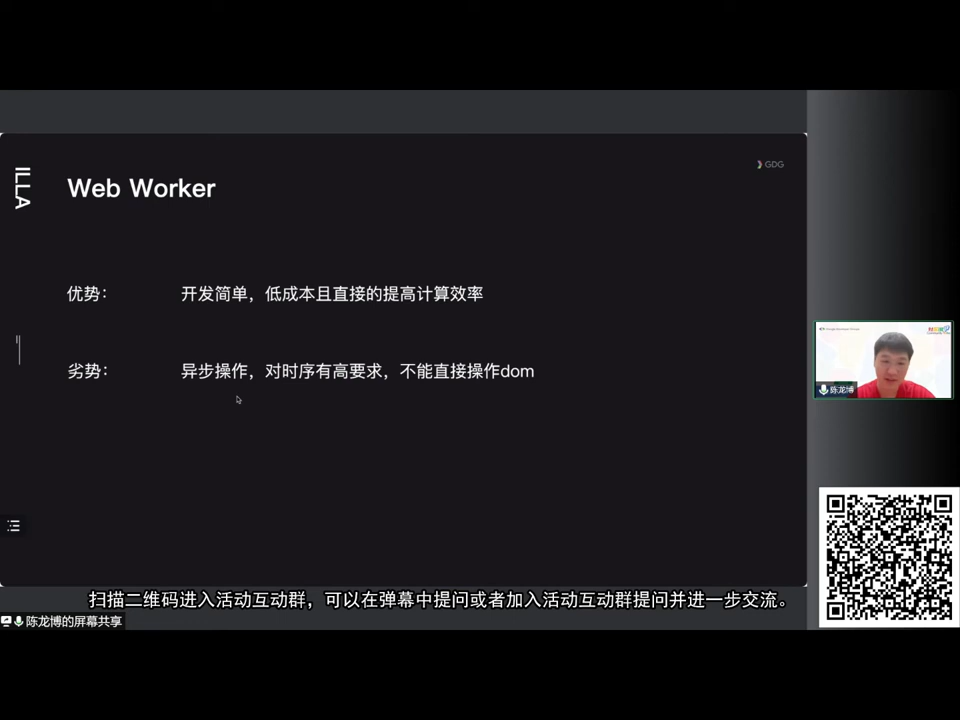 ILLA
Web Worker
GDG
优势：
开发简单，低成本且直接的提高计算效率
劣势：
异步操作，对时序有高要求，不能直接操作dom
陈龙博
扫描二维码进入活动互动群，可以在弹幕中提问或者加入活动互动群提问并进一步交流。
陈龙博的屏幕共享